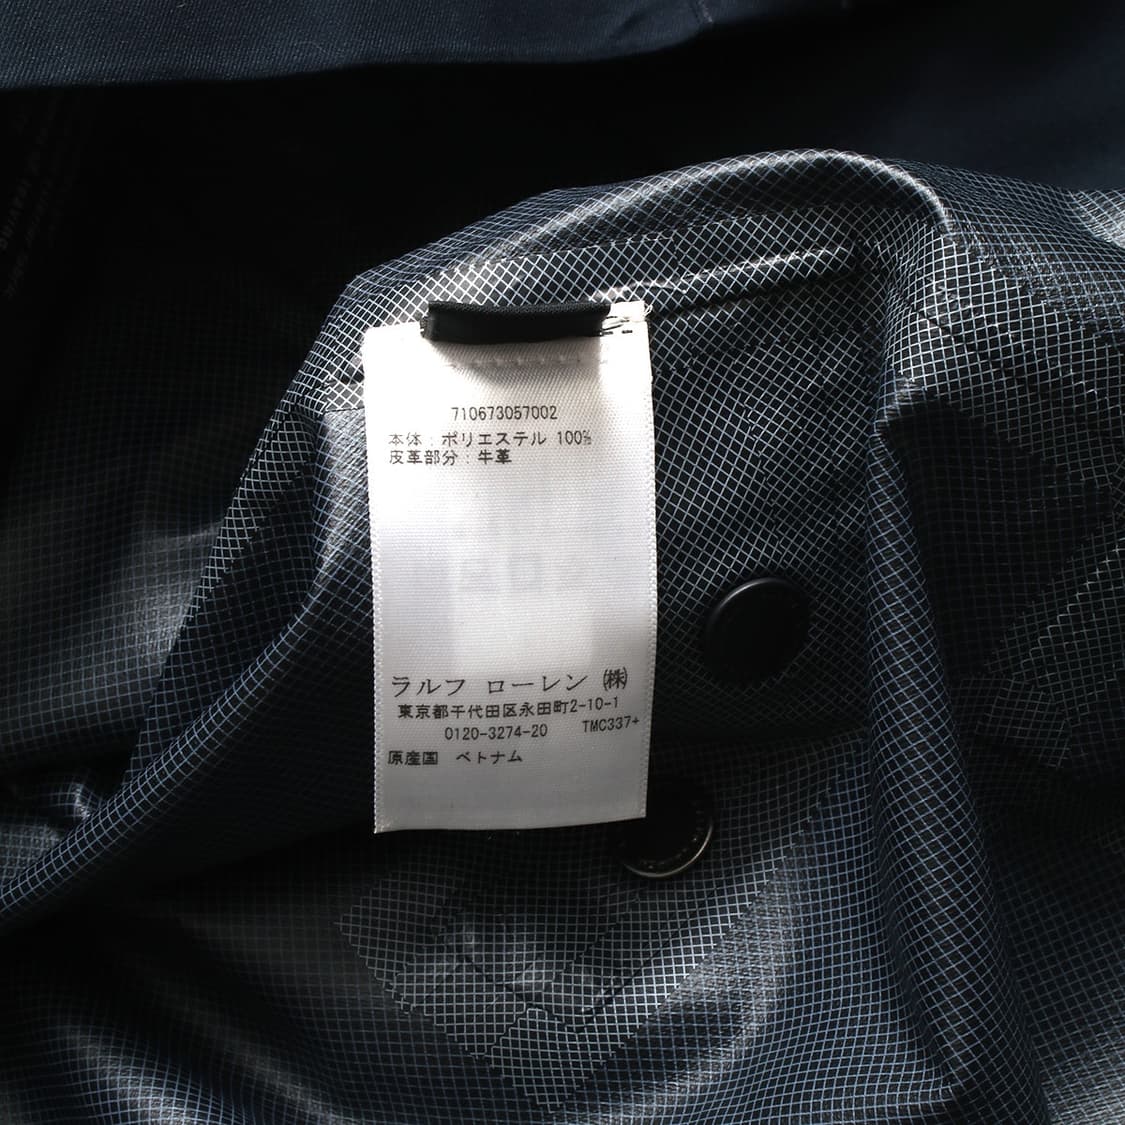 710673057002
本体：ポリエステル 100%
皮革部分：牛革
ラルフ ローレン ㈱
東京都千代田区永田町2-10-1
0120-3274-20 TMC337+
原産国 ベトナム